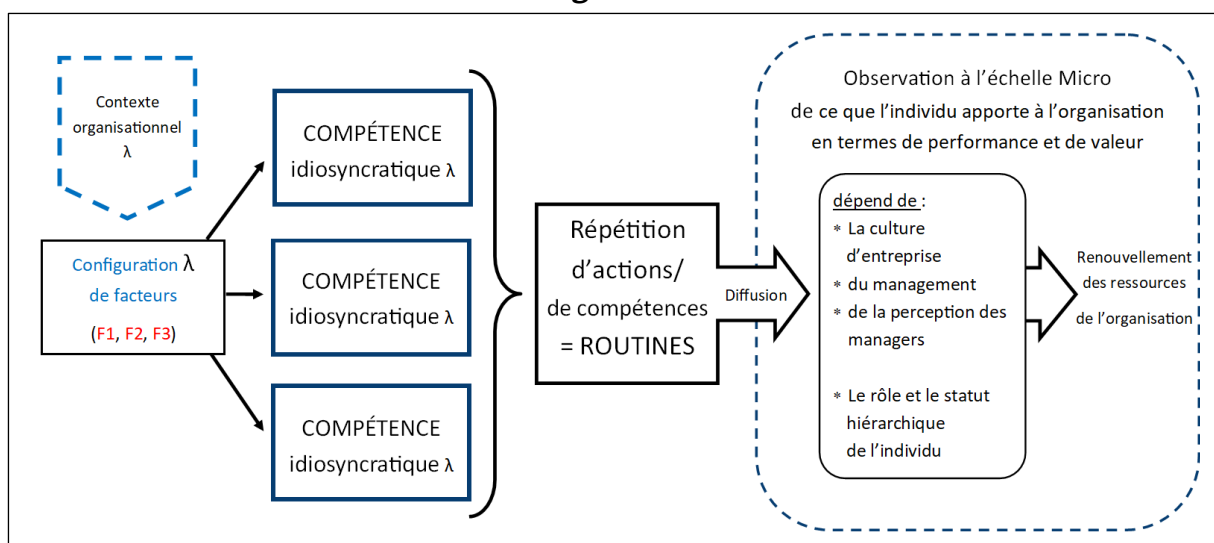 Contexte
organisationnel
λ
Configuration λ
de facteurs
(F1, F2, F3)
COMPÉTENCE
idiosyncratique λ
COMPÉTENCE
idiosyncratique λ
COMPÉTENCE
idiosyncratique λ
Répétition
d'actions/
de compétences
= ROUTINES
Diffusion
Observation à l'échelle Micro
de ce que l'individu apporte à l'organisation
en termes de performance et de valeur
dépend de :
* La culture
d'entreprise
* du management
* de la perception des
managers
* Le rôle et le statut
hiérarchique
de l'individu
Renouvellement
des ressources
de l'organisation